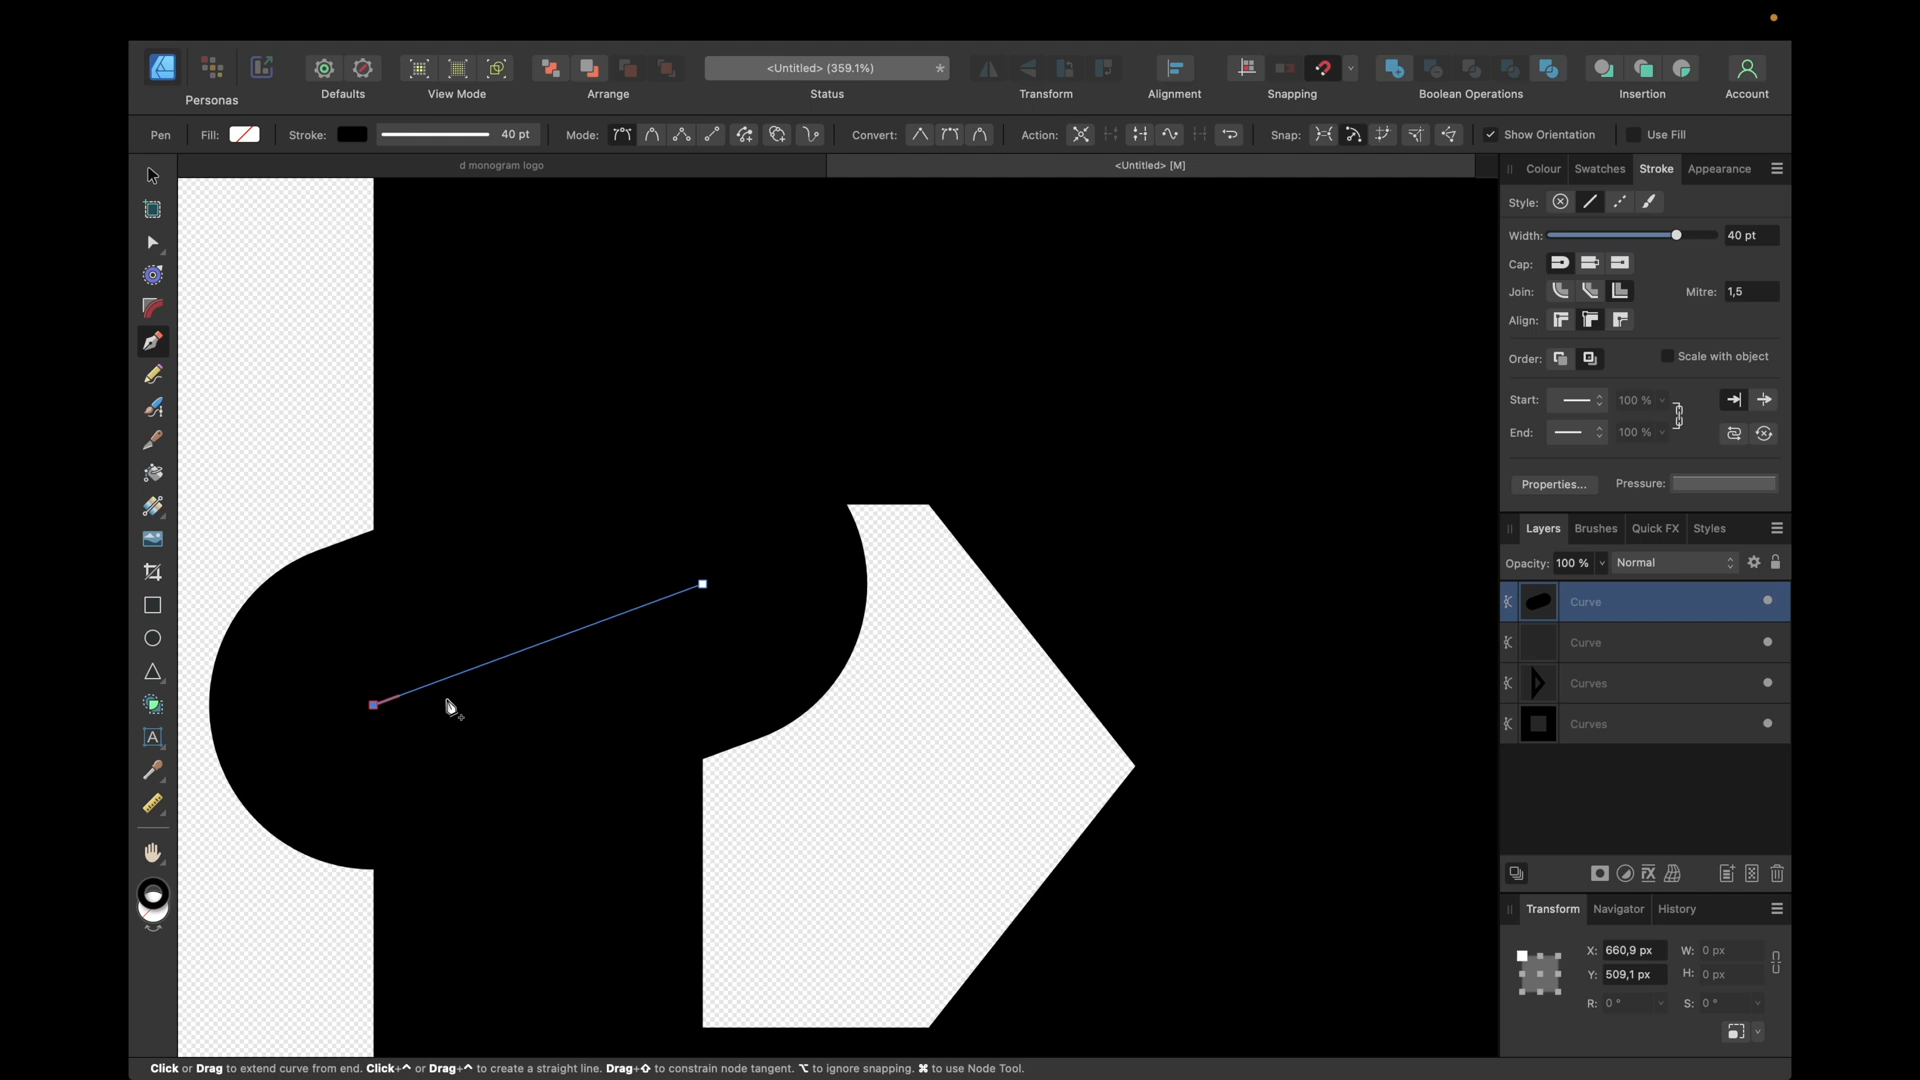 <Untitled> (359.1%)
*
Personas
Defaults
View Mode
Arrange
Status
Transform
Alignment
Snapping
Boolean Operations
Insertion
Account
Pen
Fill:
Stroke:
40 pt
Mode:
Convert:
Action:
Snap:
Show Orientation
Use Fill
d monogram logo
<Untitled> [M]
Colour
Swatches
Stroke
Appearance
Style:
Width:
40 pt
Cap:
Join:
Mitre:
1,5
Align:
Order:
Scale with object
Start:
100 %
End:
100 %
Properties...
Pressure:
Layers
Brushes
Quick FX
Styles
Opacity:
100 %
Normal
Curve
Curve
Curves
Curves
Transform
Navigator
History
X:
660,9 px
W:
0 px
Y:
509,1 px
H:
0 px
R:
0 °
S:
0 °
Click or Drag to extend curve from end. Click+^ or Drag+^ to create a straight line. Drag+⇧ to constrain node tangent. ⌥ to ignore snapping. ⌘ to use Node Tool.